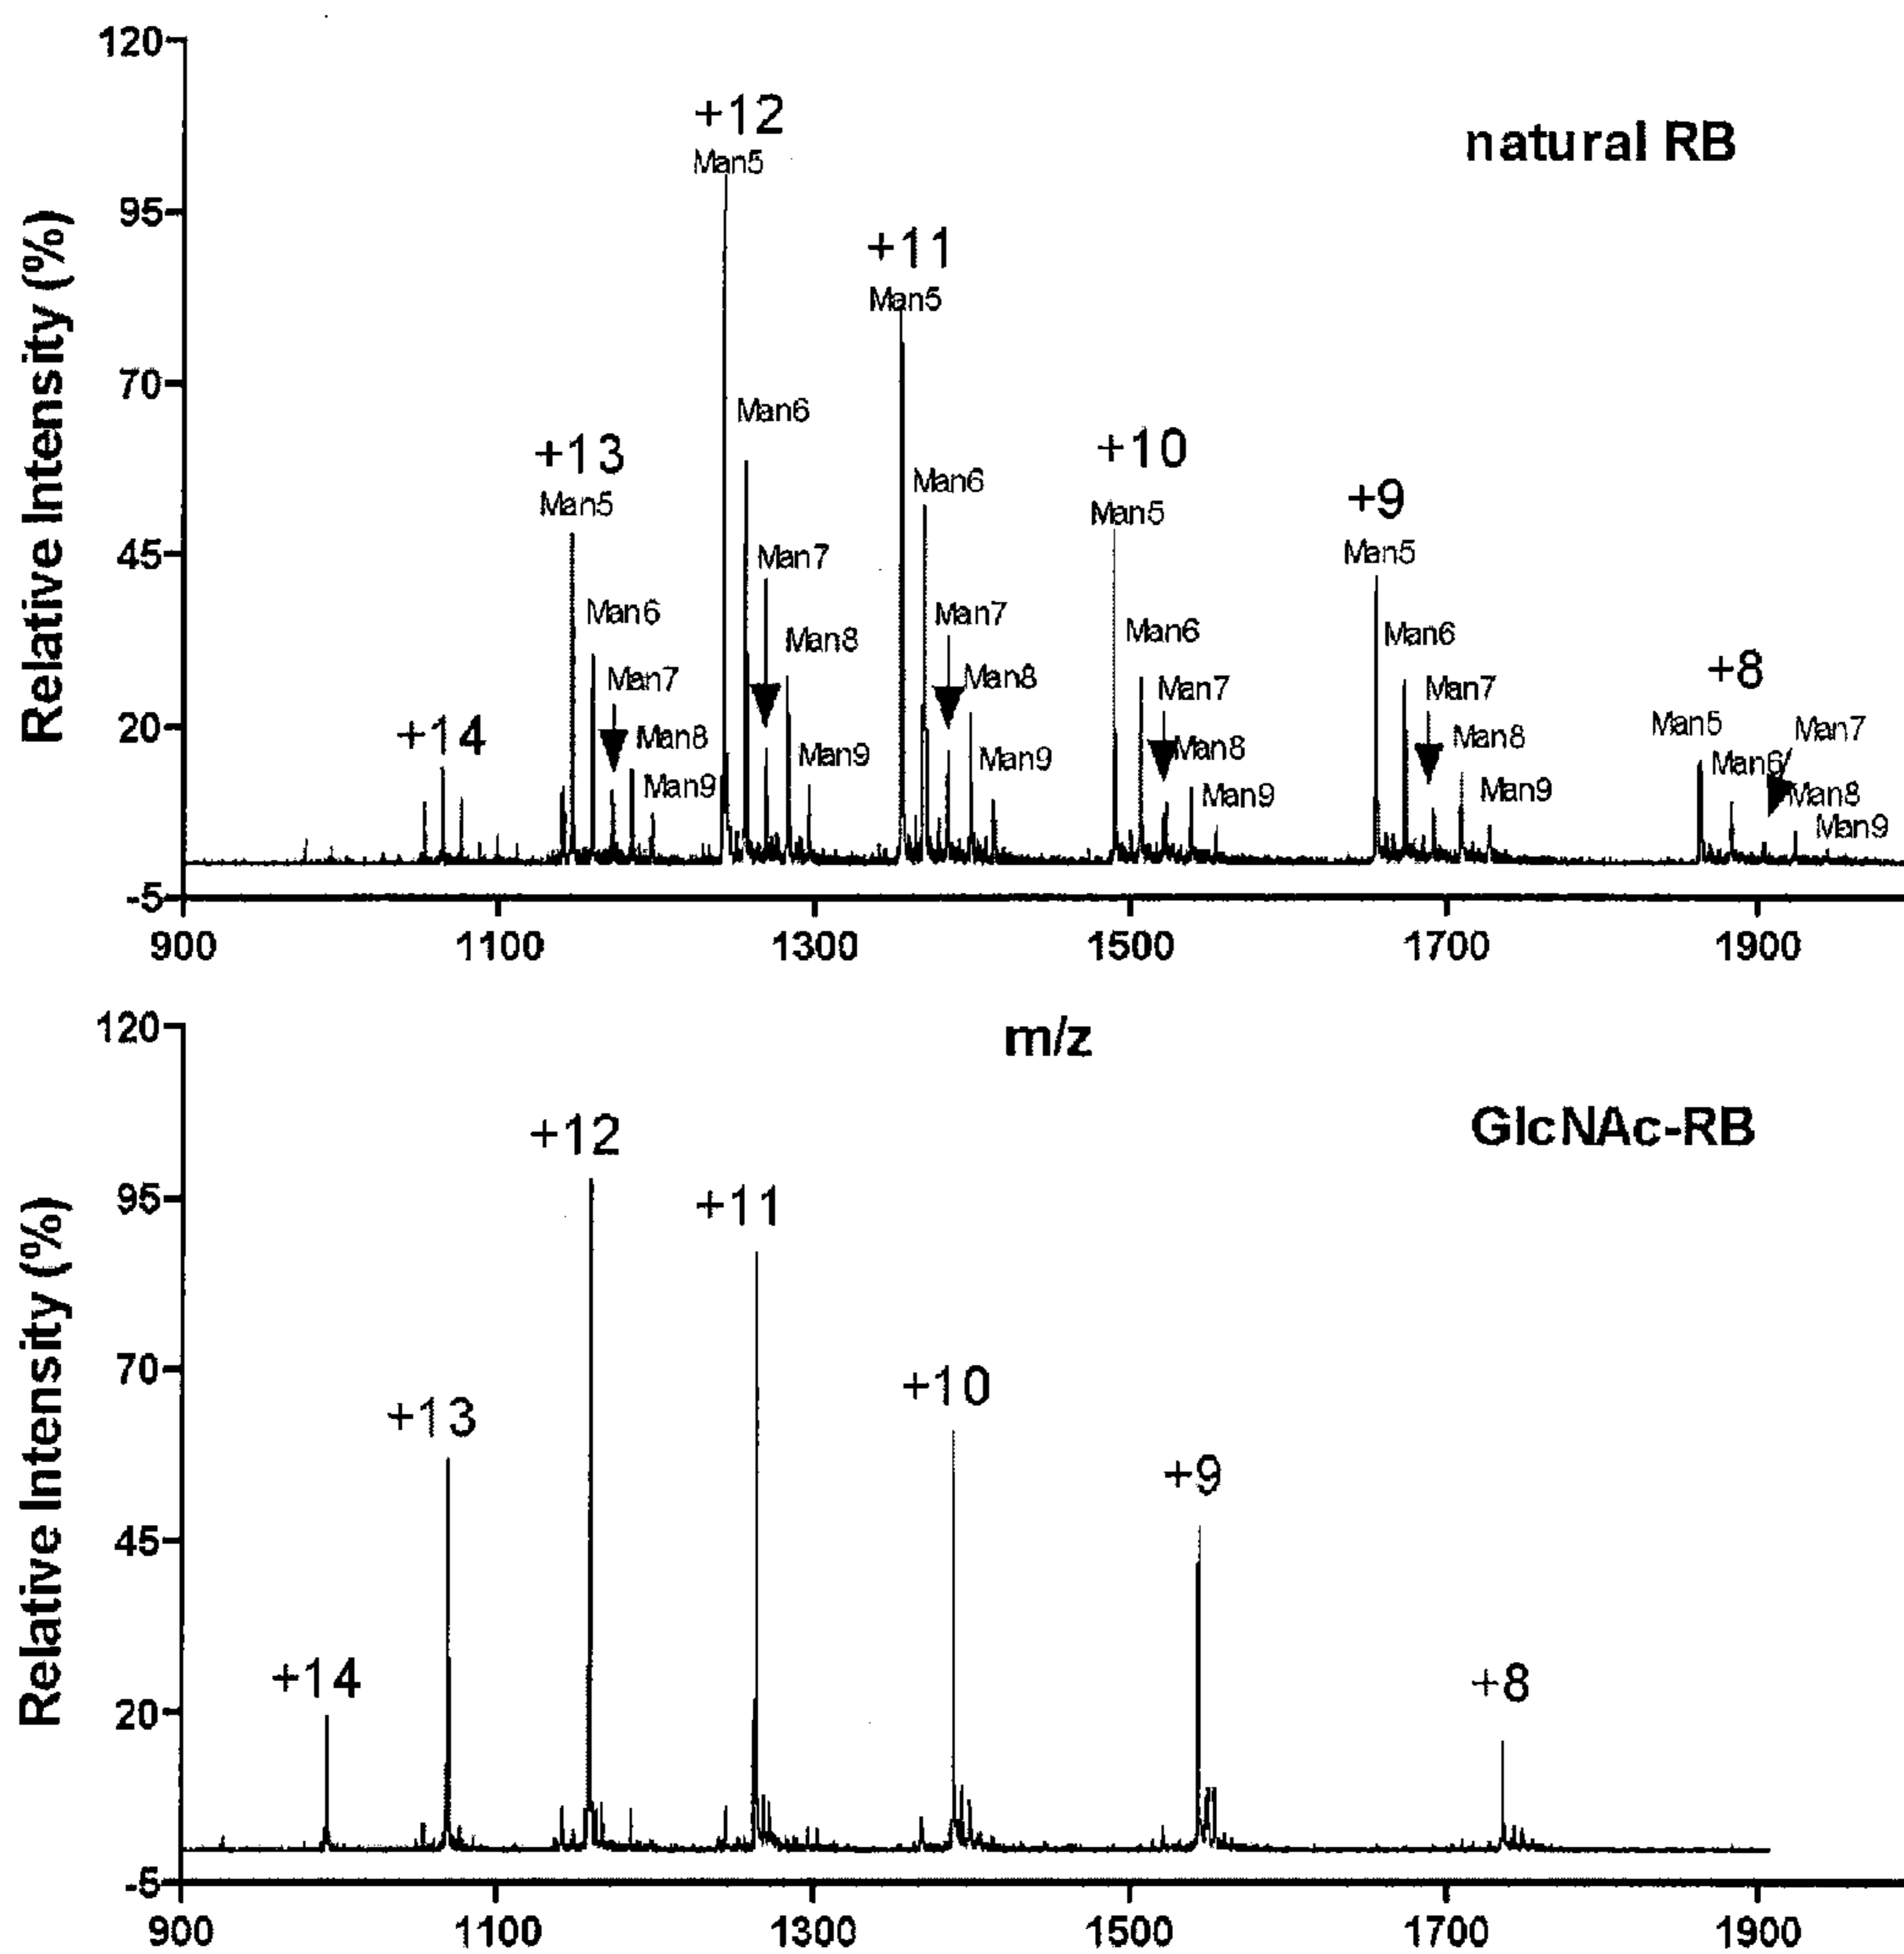 120
+12
Man5
natural RB
95
+11
Man5
70
Man6
+13
Man5
Man6
+10
Man5
+9
Man5
45
Man7
Man6
Man7
Man8
Man6
Man6
+8
Man7
Man8
Man7
Man7
Man5
Man7
20
+14
Man8
Man9
Man9
Man8
Man8
Man6
Man9
Man9
Man9
Man8
Man9
-5
900 1100 1300 1500 1700 1900
Relative Intensity (%)
m/z
120
+12
GlcNAc-RB
95
+11
70
+13
+10
45
+9
+14
+8
20
-5
900 1100 1300 1500 1700 1900
Relative Intensity (%)